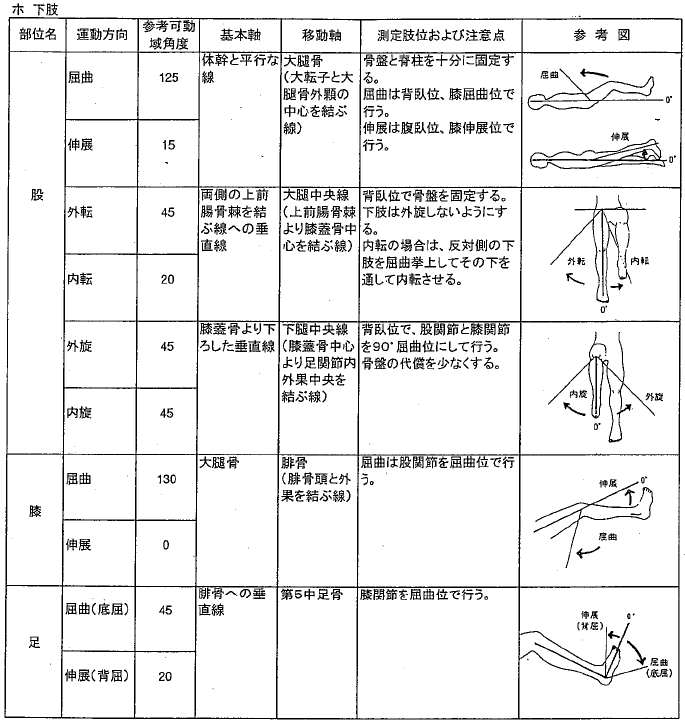 ホ 下肢
部位名 運動方向 参考可動域角度 基本軸 移動軸 測定肢位および注意点 参考図
股
屈曲 125
伸展 15
体幹と平行な
線
大腿骨
(大転子と大
腿骨外顆の
中心を結ぶ
線)
骨盤と脊柱を十分に固定す
る。
屈曲は背臥位、膝屈曲位で
行う。
伸展は腹臥位、膝伸展位で
行う。
屈曲
0°
伸展
0°
外転 45
内転 20
両側の上前
腸骨棘を結
ぶ線への垂
直線
大腿中央線
(上前腸骨棘
より膝蓋骨中
心を結ぶ線)
背臥位で骨盤を固定する。
下肢は外旋しないようにす
る。
内転の場合は、反対側の下
肢を屈曲挙上してその下を
通して内転させる。
外転
内転
0°
外旋 45
内旋 45
膝蓋骨より下
ろした垂直線
下腿中央線
(膝蓋骨中心
より足関節内
外果中央を
結ぶ線)
背臥位で、股関節と膝関節
を90°屈曲位にして行う。
骨盤の代償を少なくする。
内旋
外旋
0°
膝
屈曲 130
伸展 0
大腿骨
腓骨
(腓骨頭と外
果を結ぶ線)
屈曲は股関節を屈曲位で行
う。
伸展
0°
屈曲
足
屈曲(底屈) 45
伸展(背屈) 20
腓骨への垂
直線
第5中足骨
膝関節を屈曲位で行う。
伸展
(背屈)
0°
屈曲
(底屈)